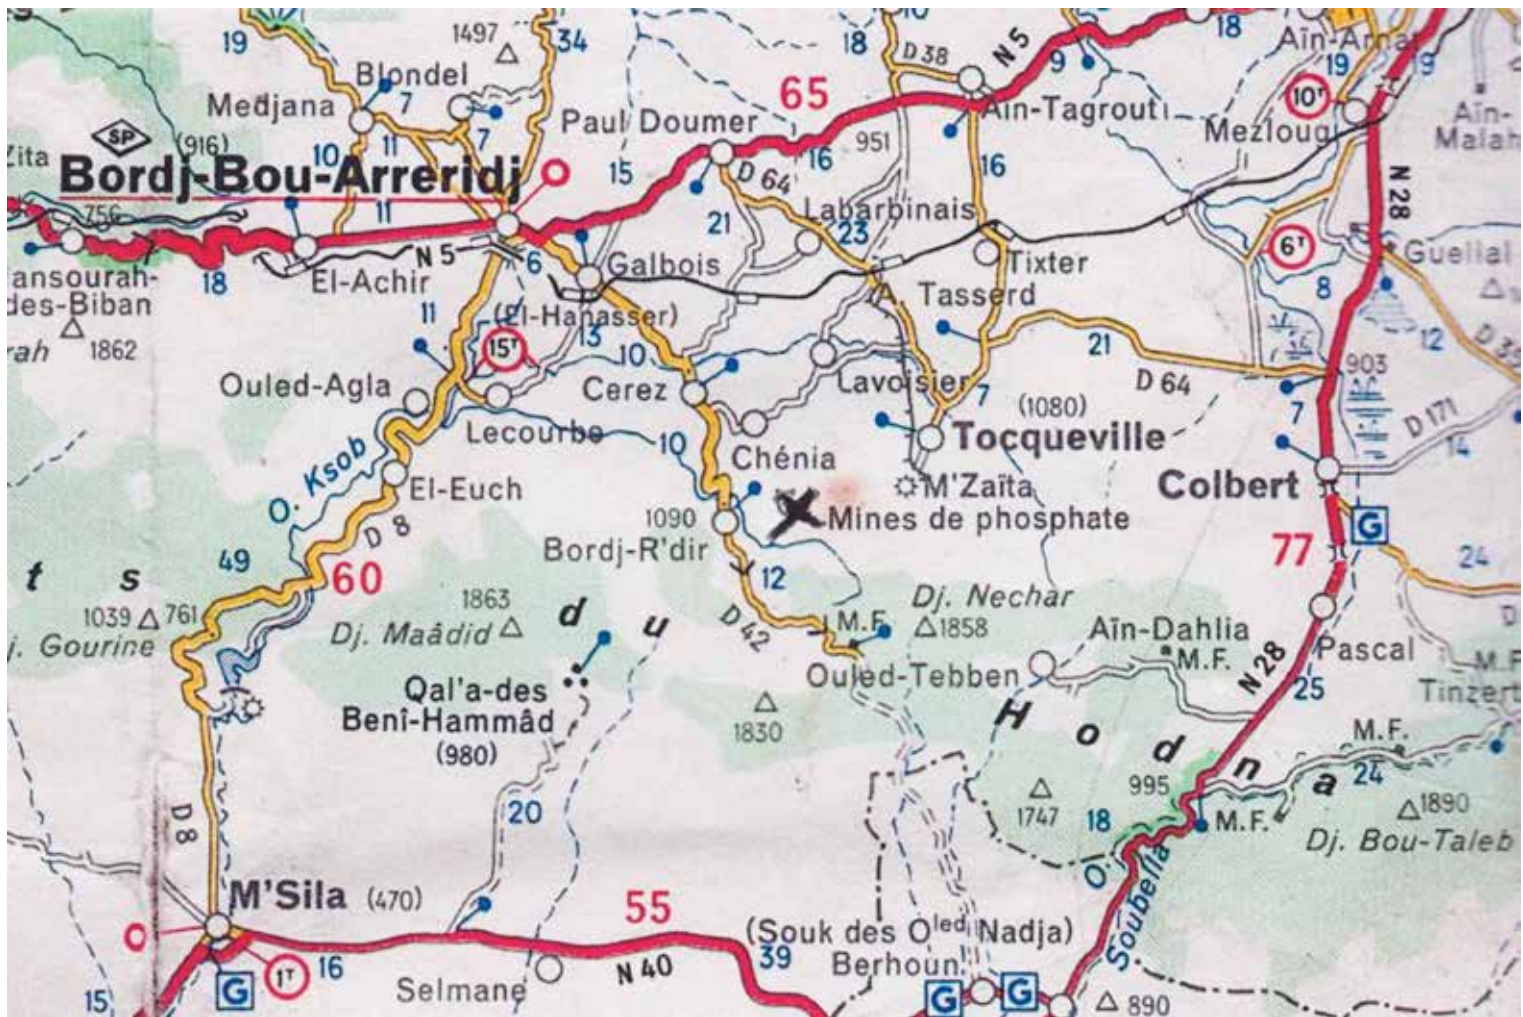 19
1497
34
18
10
D 38
N 5
9
18
Aïn-Arnat
19
9
Blondel
Medjana
7
65
Aïn-Tagrout
10T
Mezloug
Aïn-
Malah
SP
(916)
11
7
Paul Doumer
951
16
Zita
10
Bordj-Bou-Arreridj
15
16
D 64
N 28
756
11
21
Labarbinais
23
6T
Guellal
18
El-Achir
N 5
6
Galbois
Tixter
ansourah-
des-Biban
11
(El-Hanasser)
A. Tasserd
8
rah
1862
15T
13
10
21
12
D 35
Ouled-Agla
Cerez
Lavoisier
7
D 64
903
Lecourbe
10
(1080)
Tocqueville
7
D 171
14
O. Ksob
El-Euch
Chénia
M'Zaïta
Colbert
D 8
1090
Mines de phosphate
G
Bordj-R'dir
49
60
12
77
24
t s
1039
761
1863
D 42
Dj. Nechar
j. Gourine
Dj. Maâdid
d u
M.F.
1858
Aïn-Dahlia
M.F.
Pascal
Ouled-Tebben
N 28
25
M.F
Tinzert
Qal'a-des
Benî-Hammâd
(980)
1830
H o d n a
M.F.
24
1747
995
D 8
20
18
M.F.
1890
Dj. Bou-Taleb
M'Sila (470)
55
O. Soubella
(Souk des Oled Nadja)
1T
16
N 40
39
Berhoun
G
Selmane
15
G
G
890